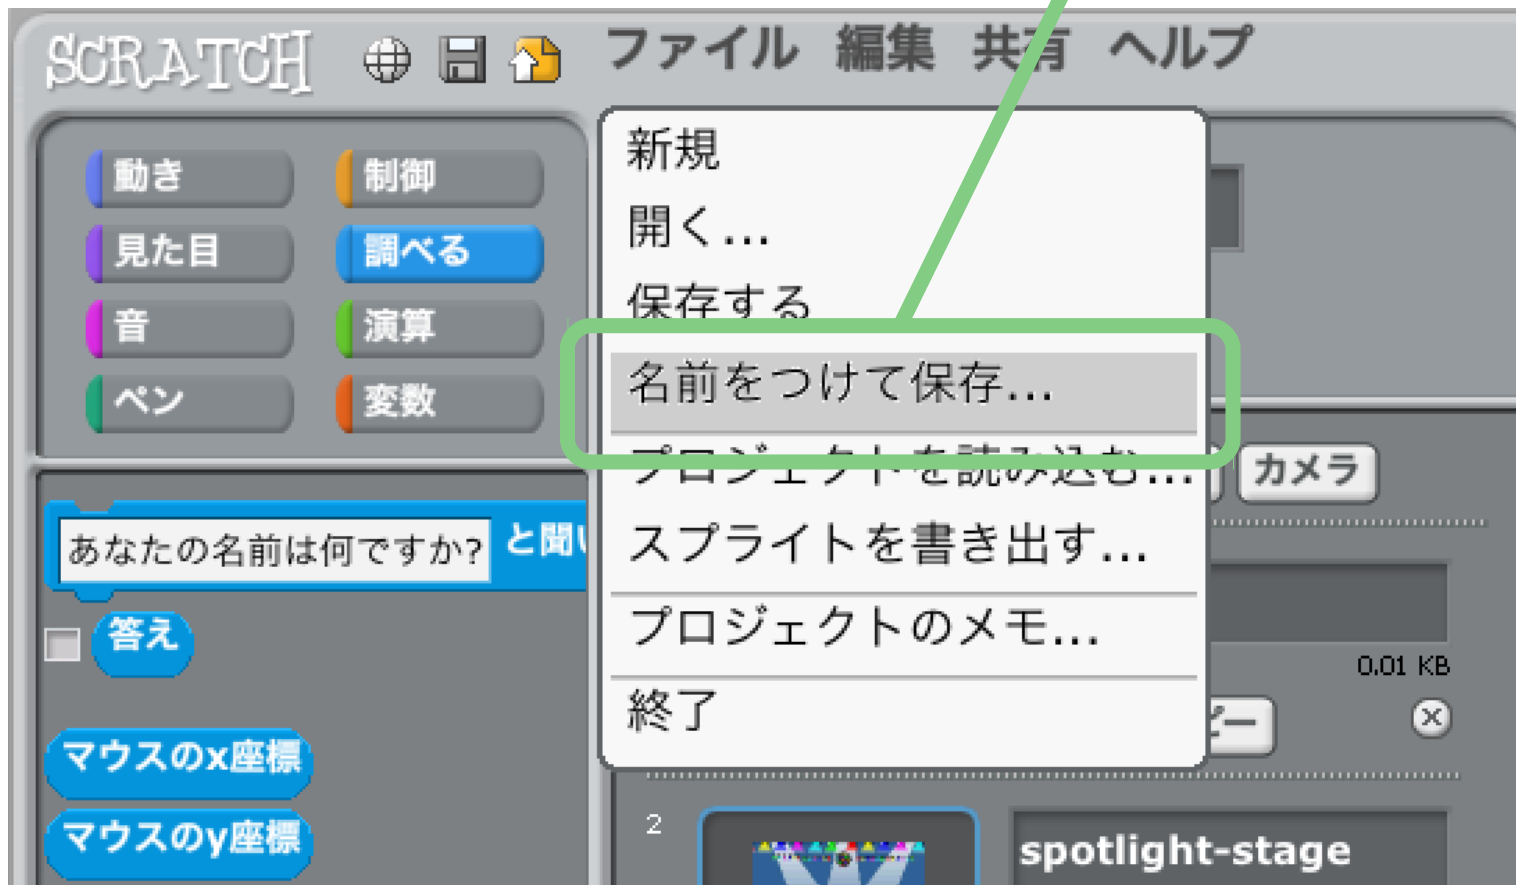 SCRATCH ファイル 編集 共有 ヘルプ
動き 制御
見た目 調べる
音 演算
ペン 変数
新規
開く...
保存する
名前をつけて保存...
プロジェクトを読み込む...
スプライトを書き出す...
プロジェクトのメモ...
終了
あなたの名前は何ですか? と聞い
答え
マウスのx座標
マウスのy座標
カメラ
0.01 KB
ピー
2
spotlight-stage